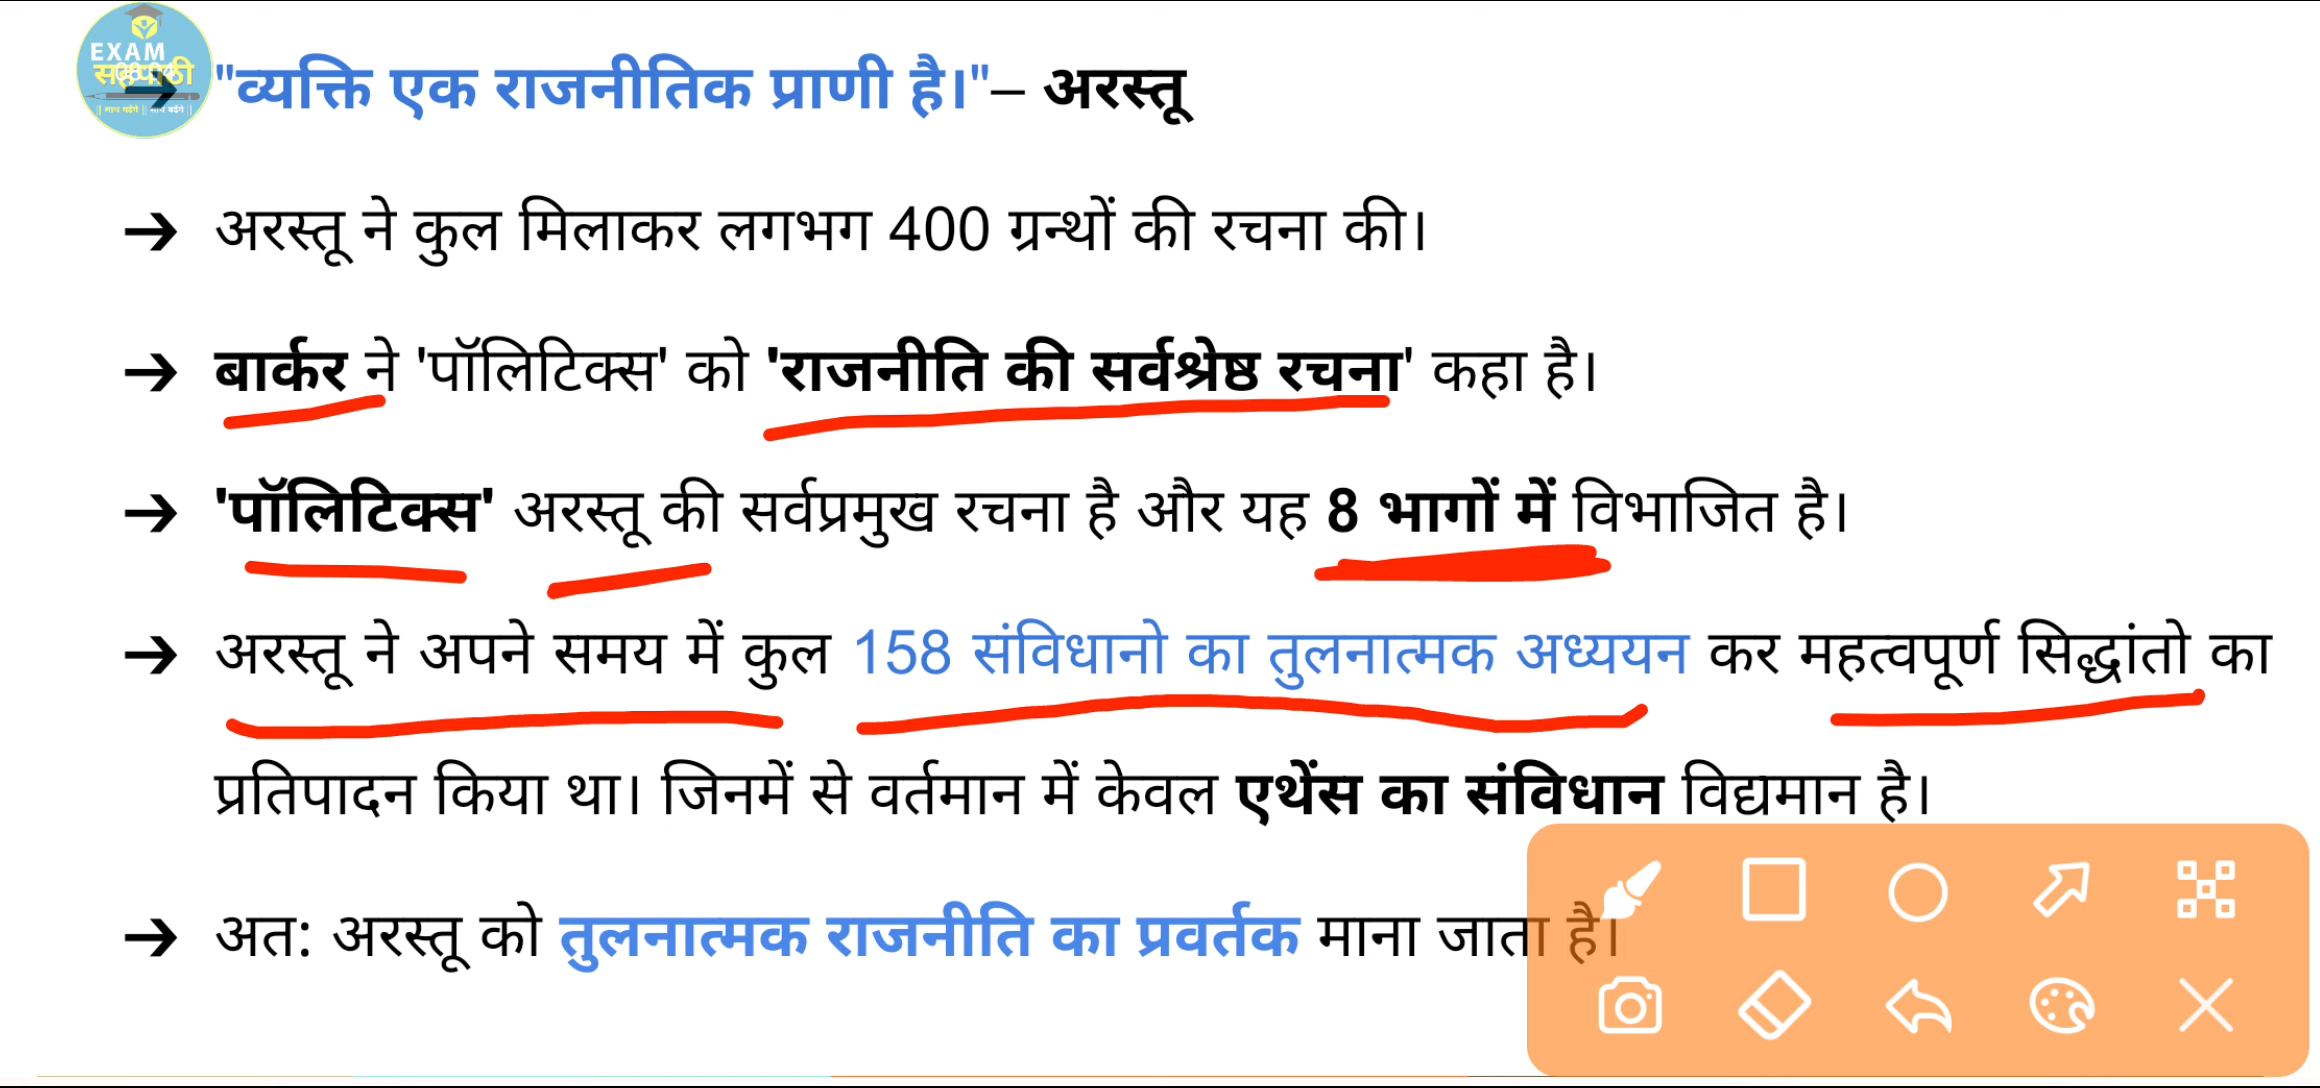 EXAM
सहपाठी
➔ "व्यक्ति एक राजनीतिक प्राणी है।"– अरस्तू
➔ अरस्तू ने कुल मिलाकर लगभग 400 ग्रन्थों की रचना की।
➔ बार्कर ने 'पॉलिटिक्स' को 'राजनीति की सर्वश्रेष्ठ रचना' कहा है।
➔ 'पॉलिटिक्स' अरस्तू की सर्वप्रमुख रचना है और यह 8 भागों में विभाजित है।
➔ अरस्तू ने अपने समय में कुल 158 संविधानो का तुलनात्मक अध्ययन कर महत्वपूर्ण सिद्धांतो का
प्रतिपादन किया था। जिनमें से वर्तमान में केवल एथेंस का संविधान विद्यमान है।
➔ अत: अरस्तू को तुलनात्मक राजनीति का प्रवर्तक माना जाता है।